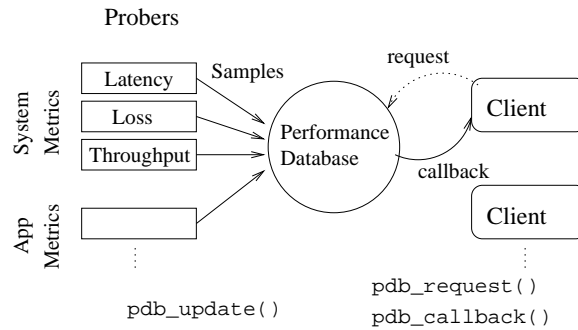 Probers
Latency
Loss
Throughput
System
Metrics
App
Metrics
Samples
Performance
Database
request
callback
Client
Client
pdb_update()
pdb_request()
pdb_callback()